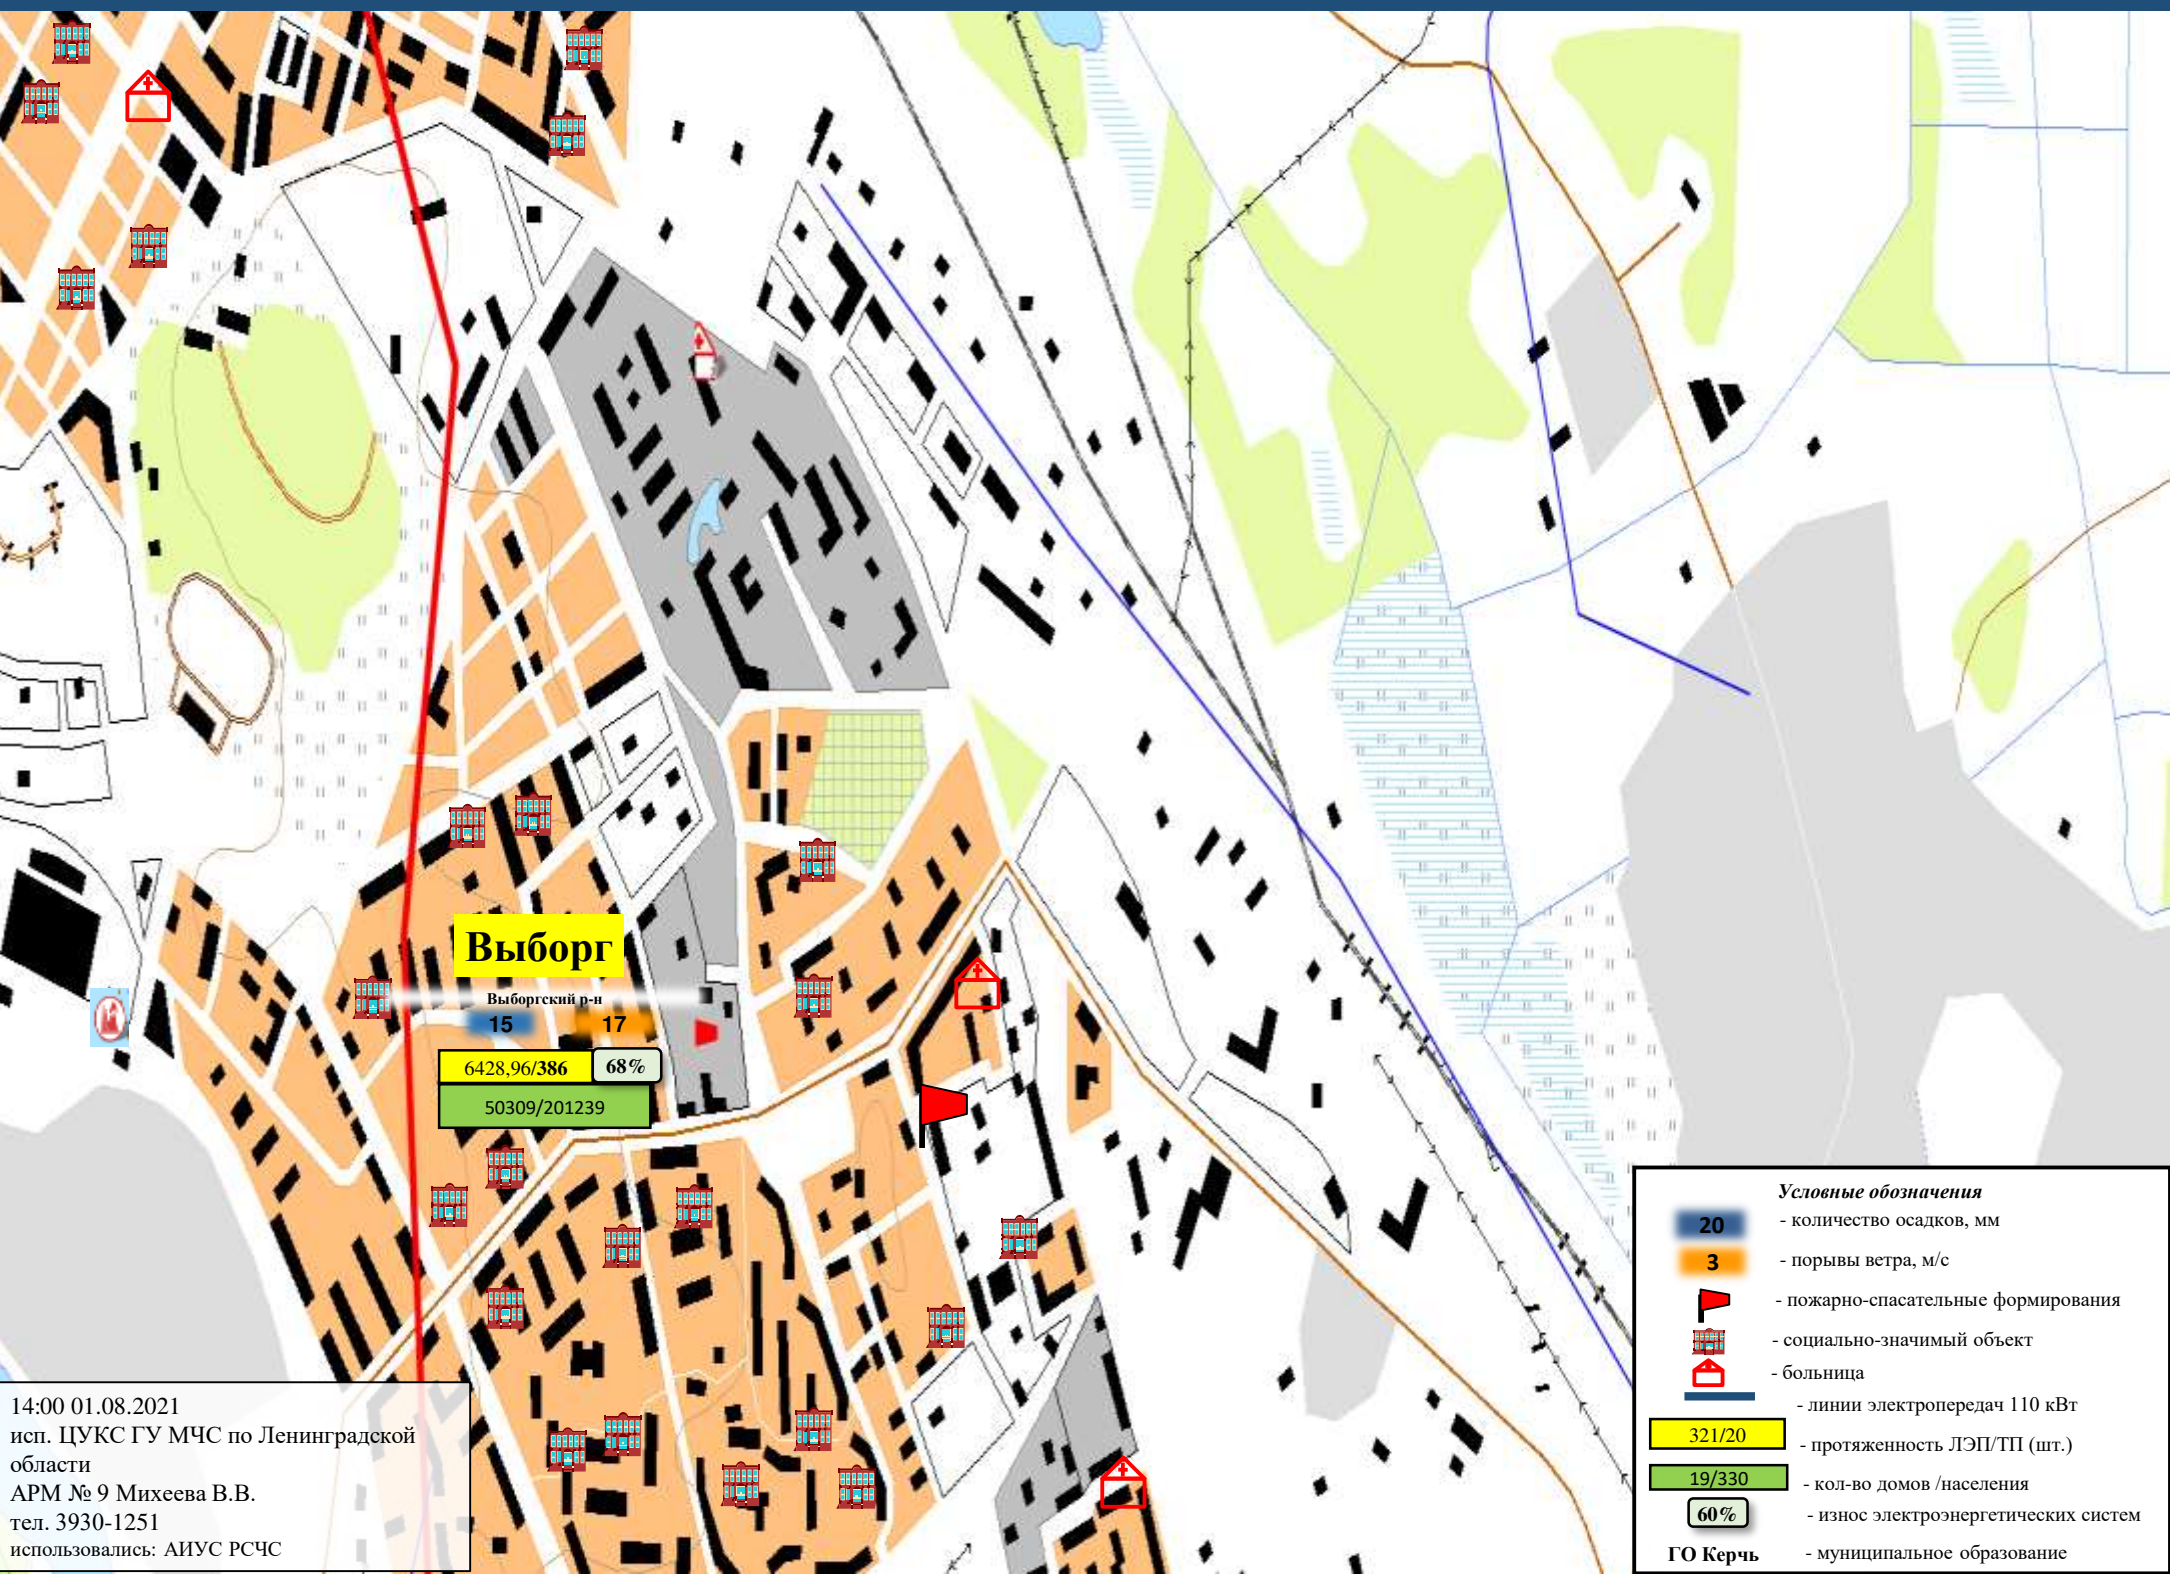 Выборг
Выборгский р-н
15 17
6428,96/386 68%
50309/201239
14:00 01.08.2021
исп. ЦУКС ГУ МЧС по Ленинградской
области
АРМ № 9 Михеева В.В.
тел. 3930-1251
использовались: АИУС РСЧС
Условные обозначения
20 - количество осадков, мм
3 - порывы ветра, м/с
- пожарно-спасательные формирования
- социально-значимый объект
- больница
- линии электропередач 110 кВт
321/20 - протяженность ЛЭП/ТП (шт.)
19/330 - кол-во домов /населения
60% - износ электроэнергетических систем
ГО Керчь - муниципальное образование